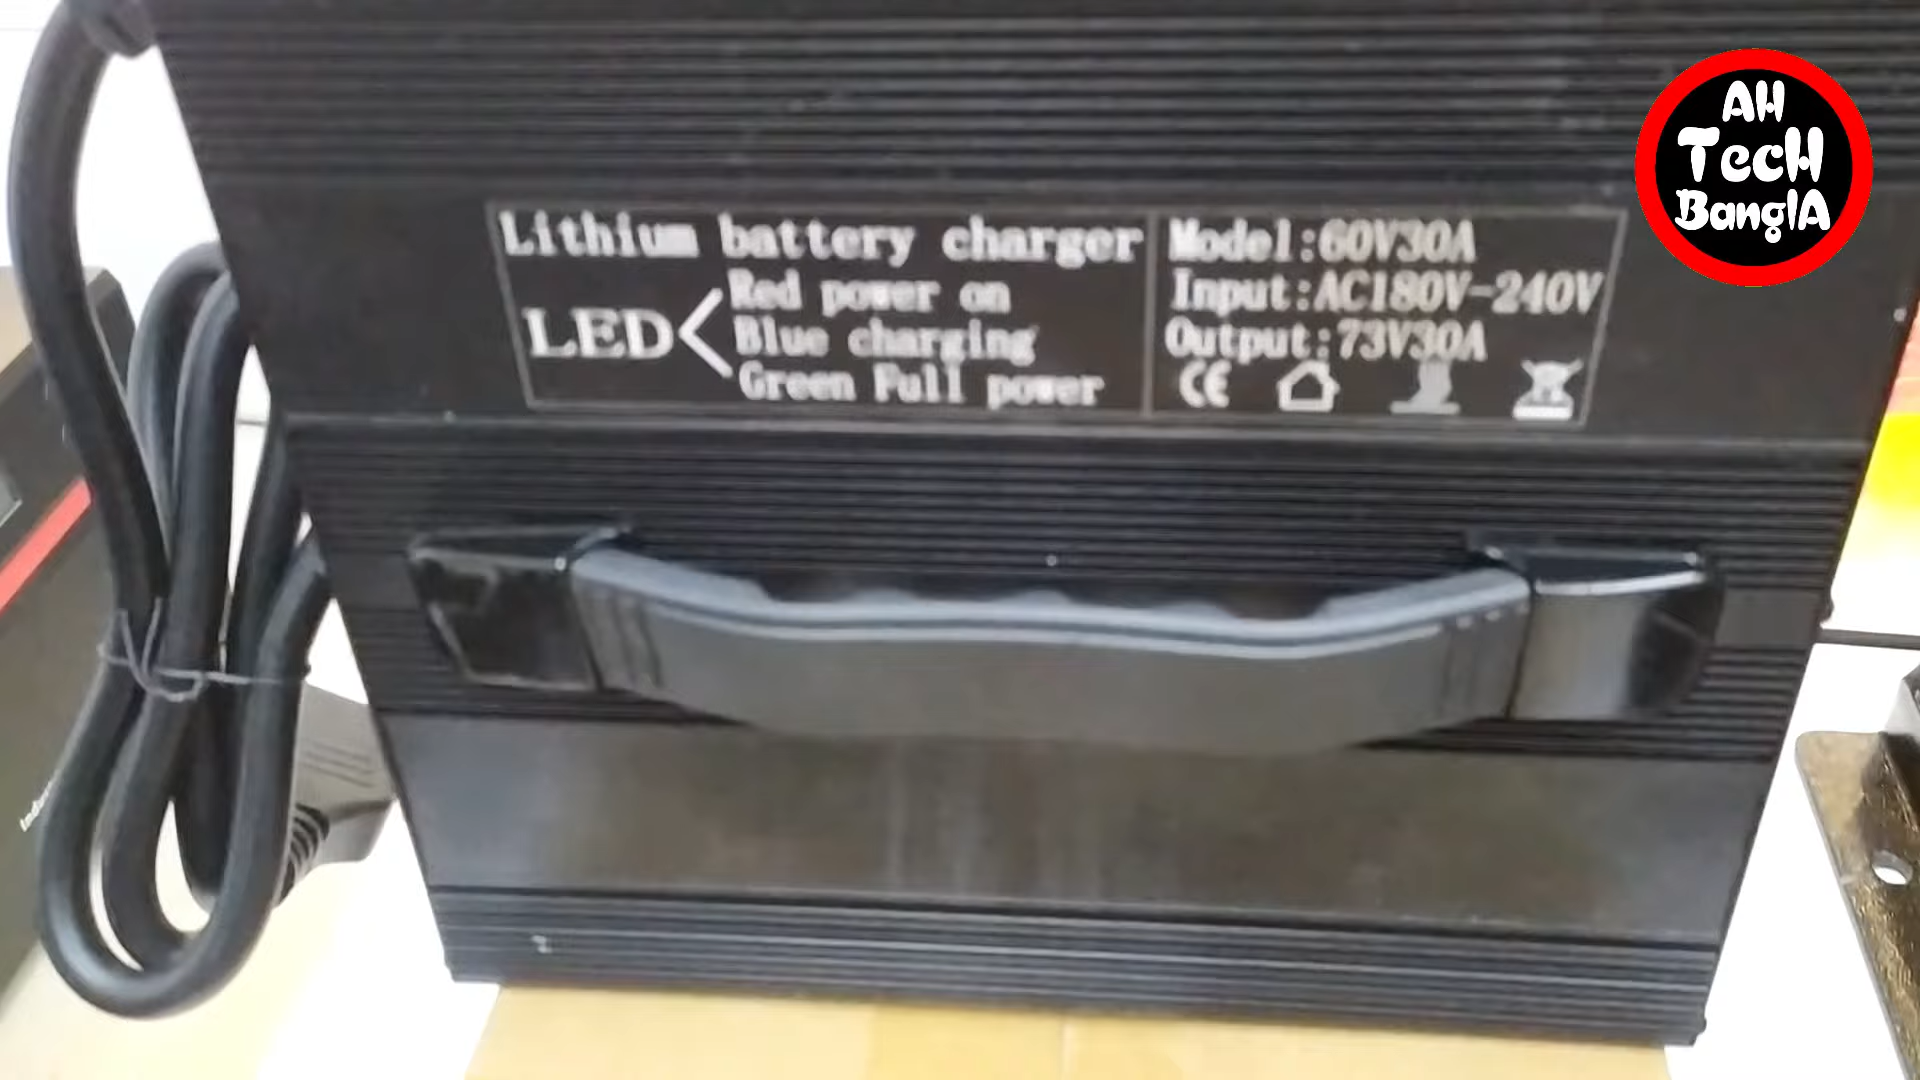 Lithium battery charger
LED
Red power on
Blue charging
Green Full power
Model:60V30A
Input:AC180V-240V
Output:73V30A
CE
AH
TecH
BanglA